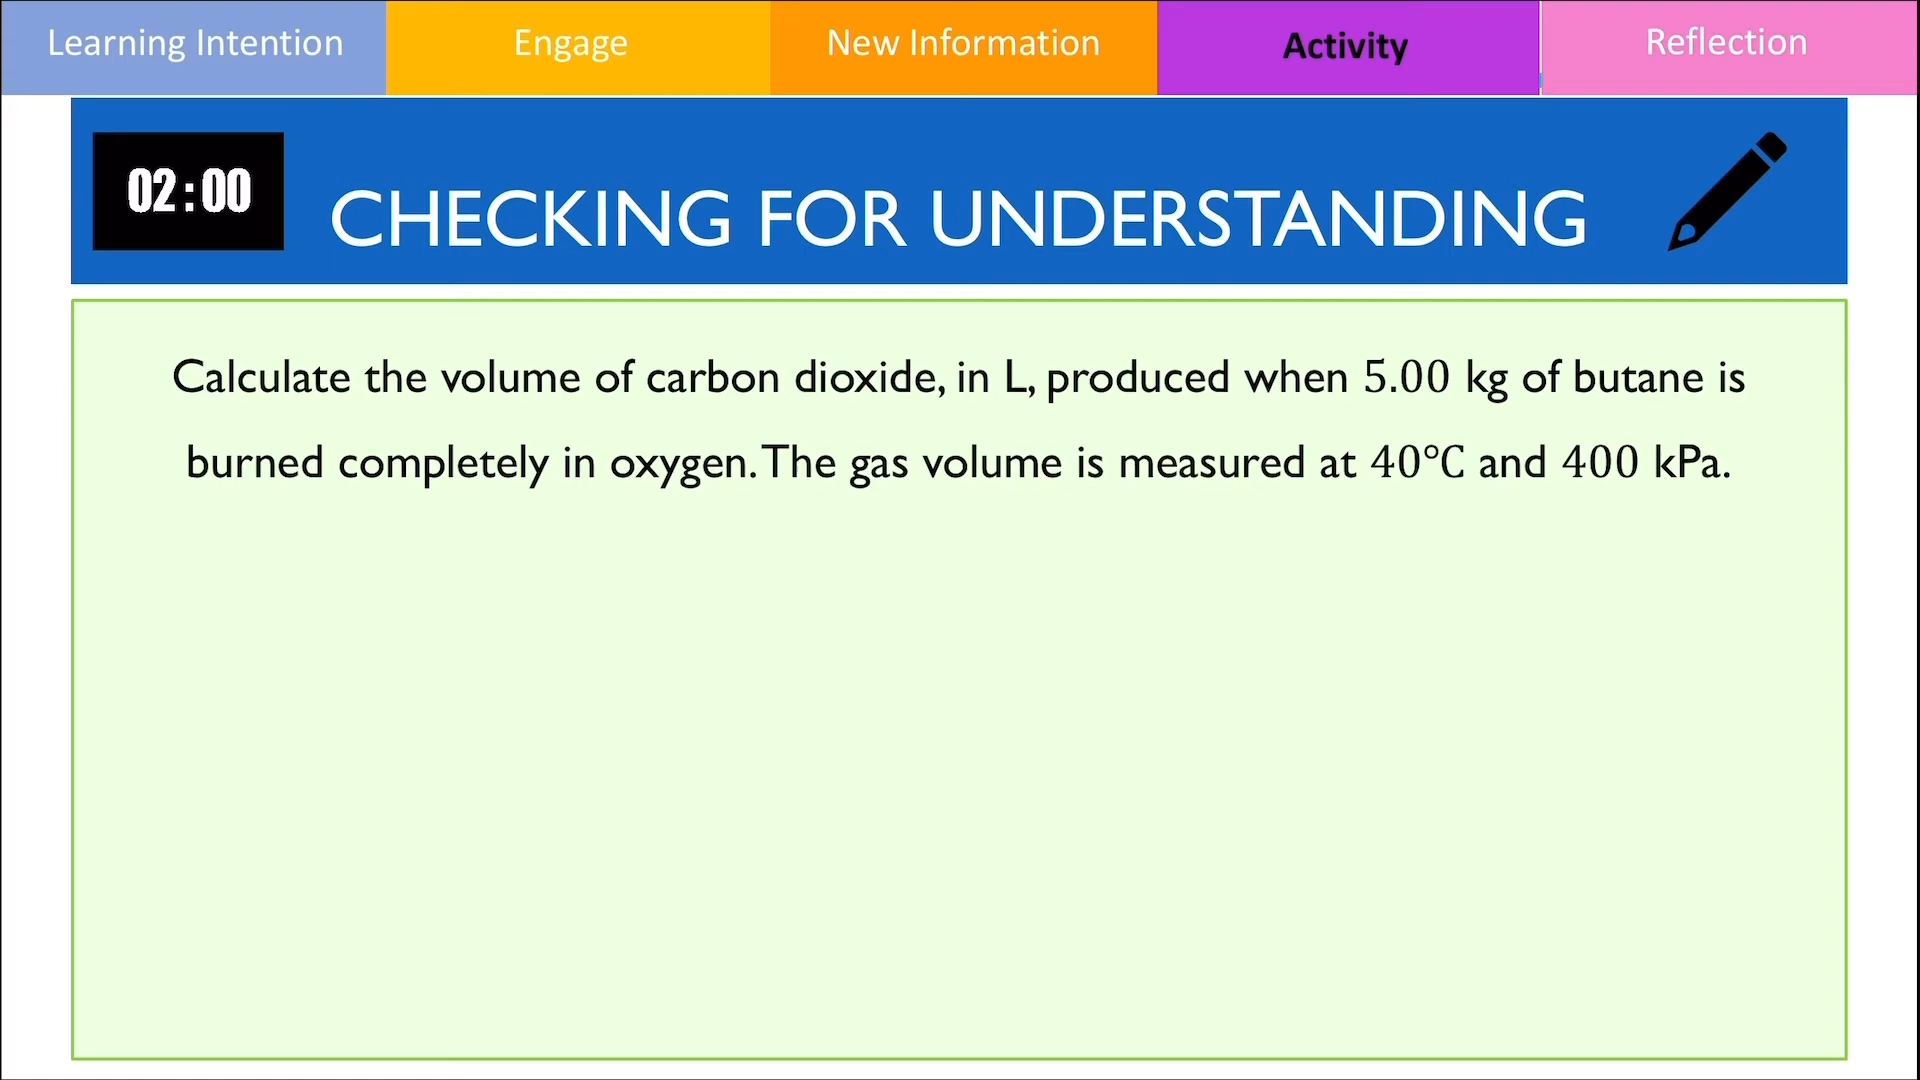 Learning Intention
Engage
New Information
Activity
Reflection
02:00
CHECKING FOR UNDERSTANDING
Calculate the volume of carbon dioxide, in L, produced when 5.00 kg of butane is
burned completely in oxygen. The gas volume is measured at 40°C and 400 kPa.